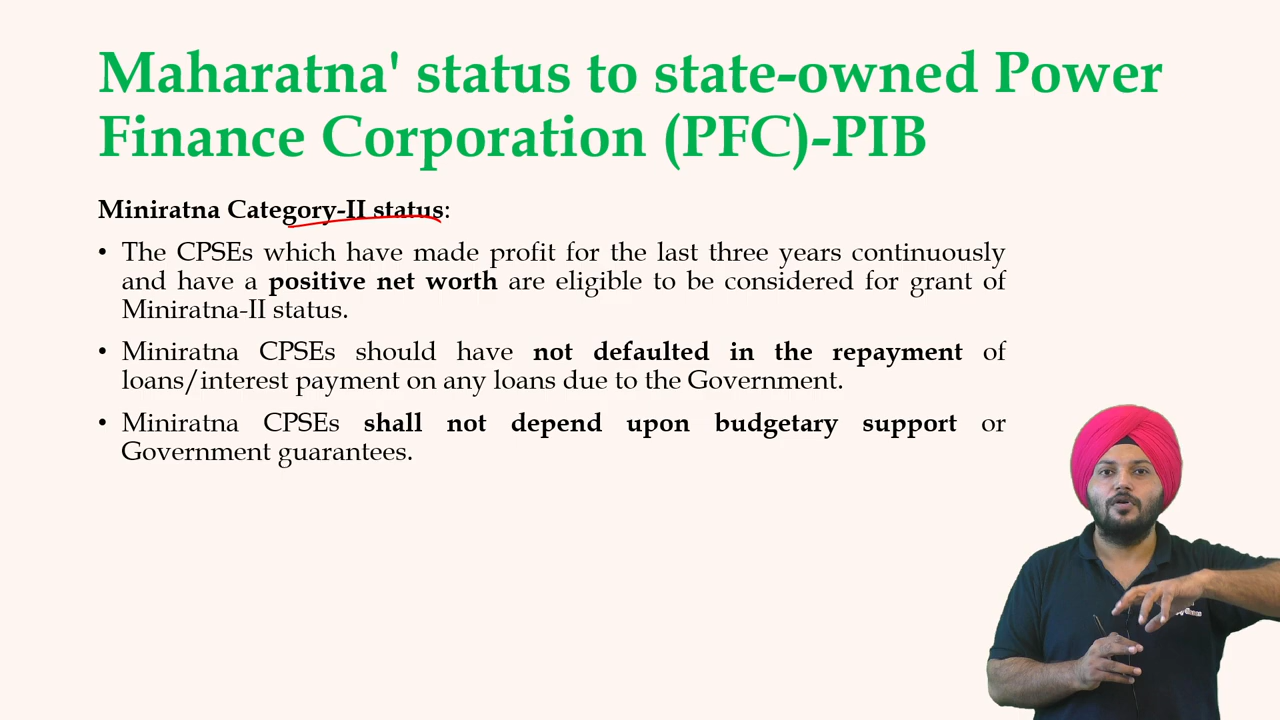 Maharatna' status to state-owned Power
Finance Corporation (PFC)-PIB
Miniratna Category-II status:
• The CPSEs which have made profit for the last three years continuously
and have a positive net worth are eligible to be considered for grant of
Miniratna-II status.
• Miniratna CPSEs should have not defaulted in the repayment of
loans/interest payment on any loans due to the Government.
• Miniratna CPSEs shall not depend upon budgetary support or
Government guarantees.